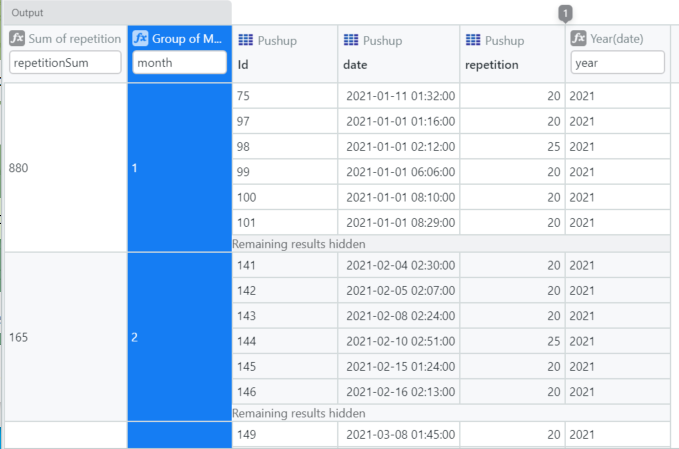 Output
1
fx Sum of repetition fx Group of M... Pushup Pushup Pushup fx Year(date)
repetitionSum month Id date repetition year
75 2021-01-11 01:32:00 20 2021
97 2021-01-01 01:16:00 20 2021
98 2021-01-01 02:12:00 25 2021
880 1 99 2021-01-01 06:06:00 20 2021
100 2021-01-01 08:10:00 20 2021
101 2021-01-01 08:29:00 20 2021
Remaining results hidden
141 2021-02-04 02:30:00 20 2021
142 2021-02-05 02:07:00 20 2021
143 2021-02-08 02:24:00 20 2021
165 2 144 2021-02-10 02:51:00 25 2021
145 2021-02-15 01:24:00 20 2021
146 2021-02-16 02:13:00 20 2021
Remaining results hidden
149 2021-03-08 01:45:00 20 2021